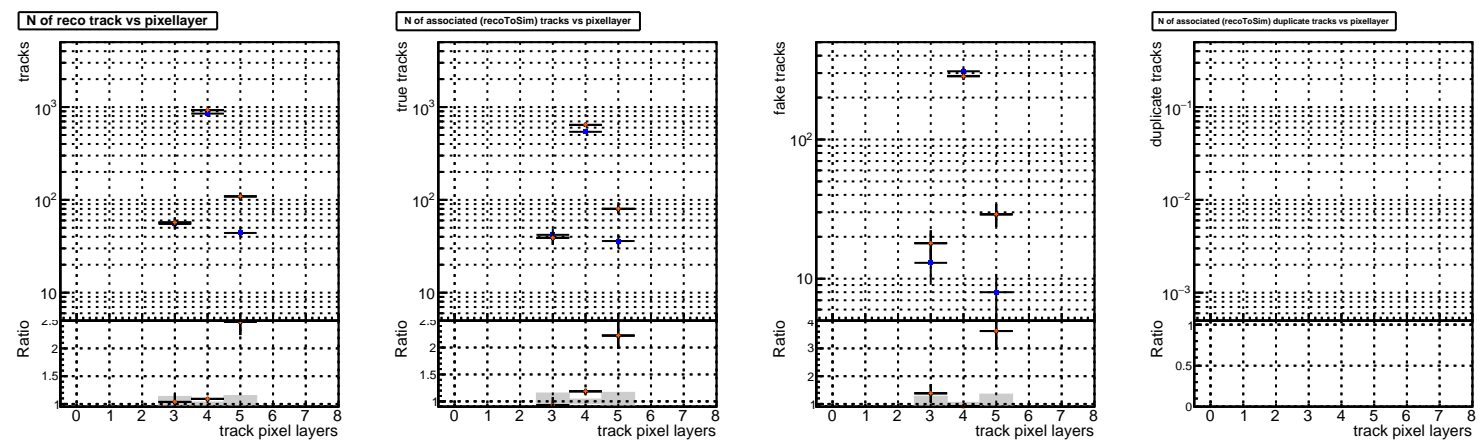 N of reco track vs pixellayer
tracks
10³
10²
10
Ratio
2.5
2
1.5
1
0 1 2 3 4 5 6 7 8
track pixel layers
N of associated (recoToSim) tracks vs pixellayer
true tracks
10³
10²
10
Ratio
2.5
2
1.5
1
0 1 2 3 4 5 6 7 8
track pixel layers
fake tracks
10²
10
Ratio
4
3
2
1
0 1 2 3 4 5 6 7 8
track pixel layers
N of associated (recoToSim) duplicate tracks vs pixellayer
duplicate tracks
10⁻¹
10⁻²
10⁻³
Ratio
1
0.5
0
0 1 2 3 4 5 6 7 8
track pixel layers